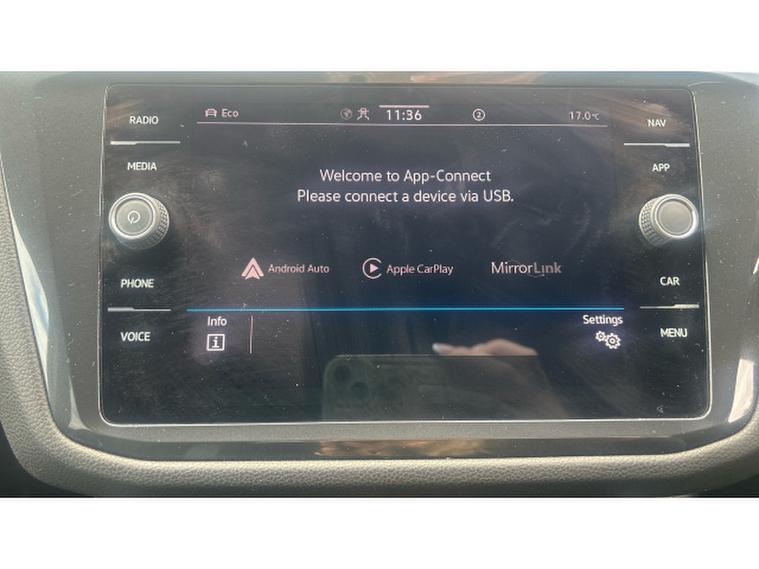 Eco 11:36 2 17.0°C
RADIO
MEDIA
PHONE
VOICE
Welcome to App-Connect
Please connect a device via USB.
Android Auto Apple CarPlay MirrorLink
Info Settings
i
NAV
APP
CAR
MENU